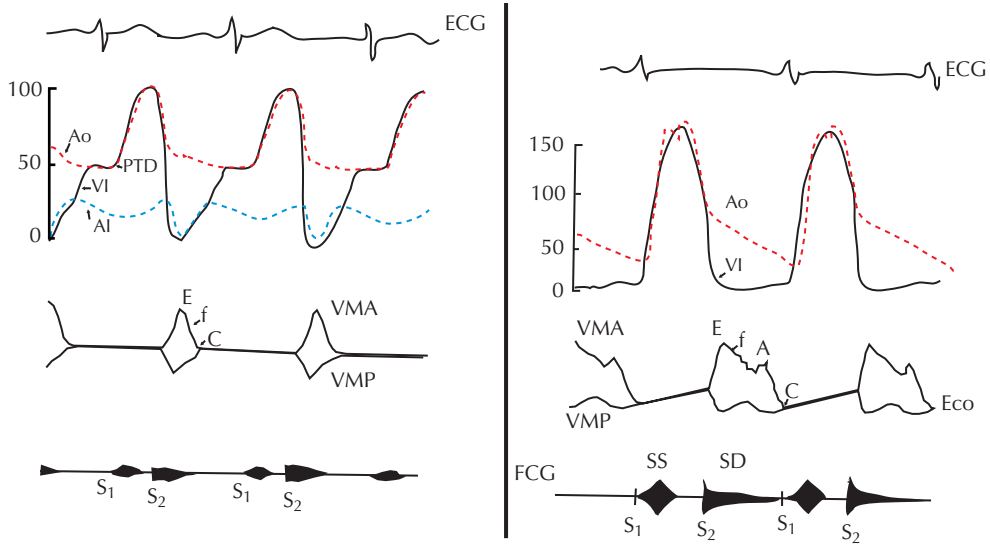 ECG
100
50
0
Ao
PTD
VI
AI
E
f
C
VMA
VMP
S1
S2
S1
S2
ECG
150
100
50
0
Ao
VI
VMA
VMP
E
f
A
C
Eco
FCG
SS
SD
S1
S2
S1
S2